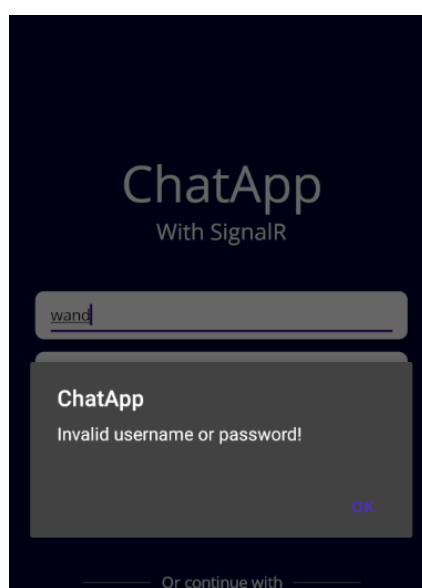 ChatApp
With SignalR
wand
ChatApp
Invalid username or password!
OK
Or continue with